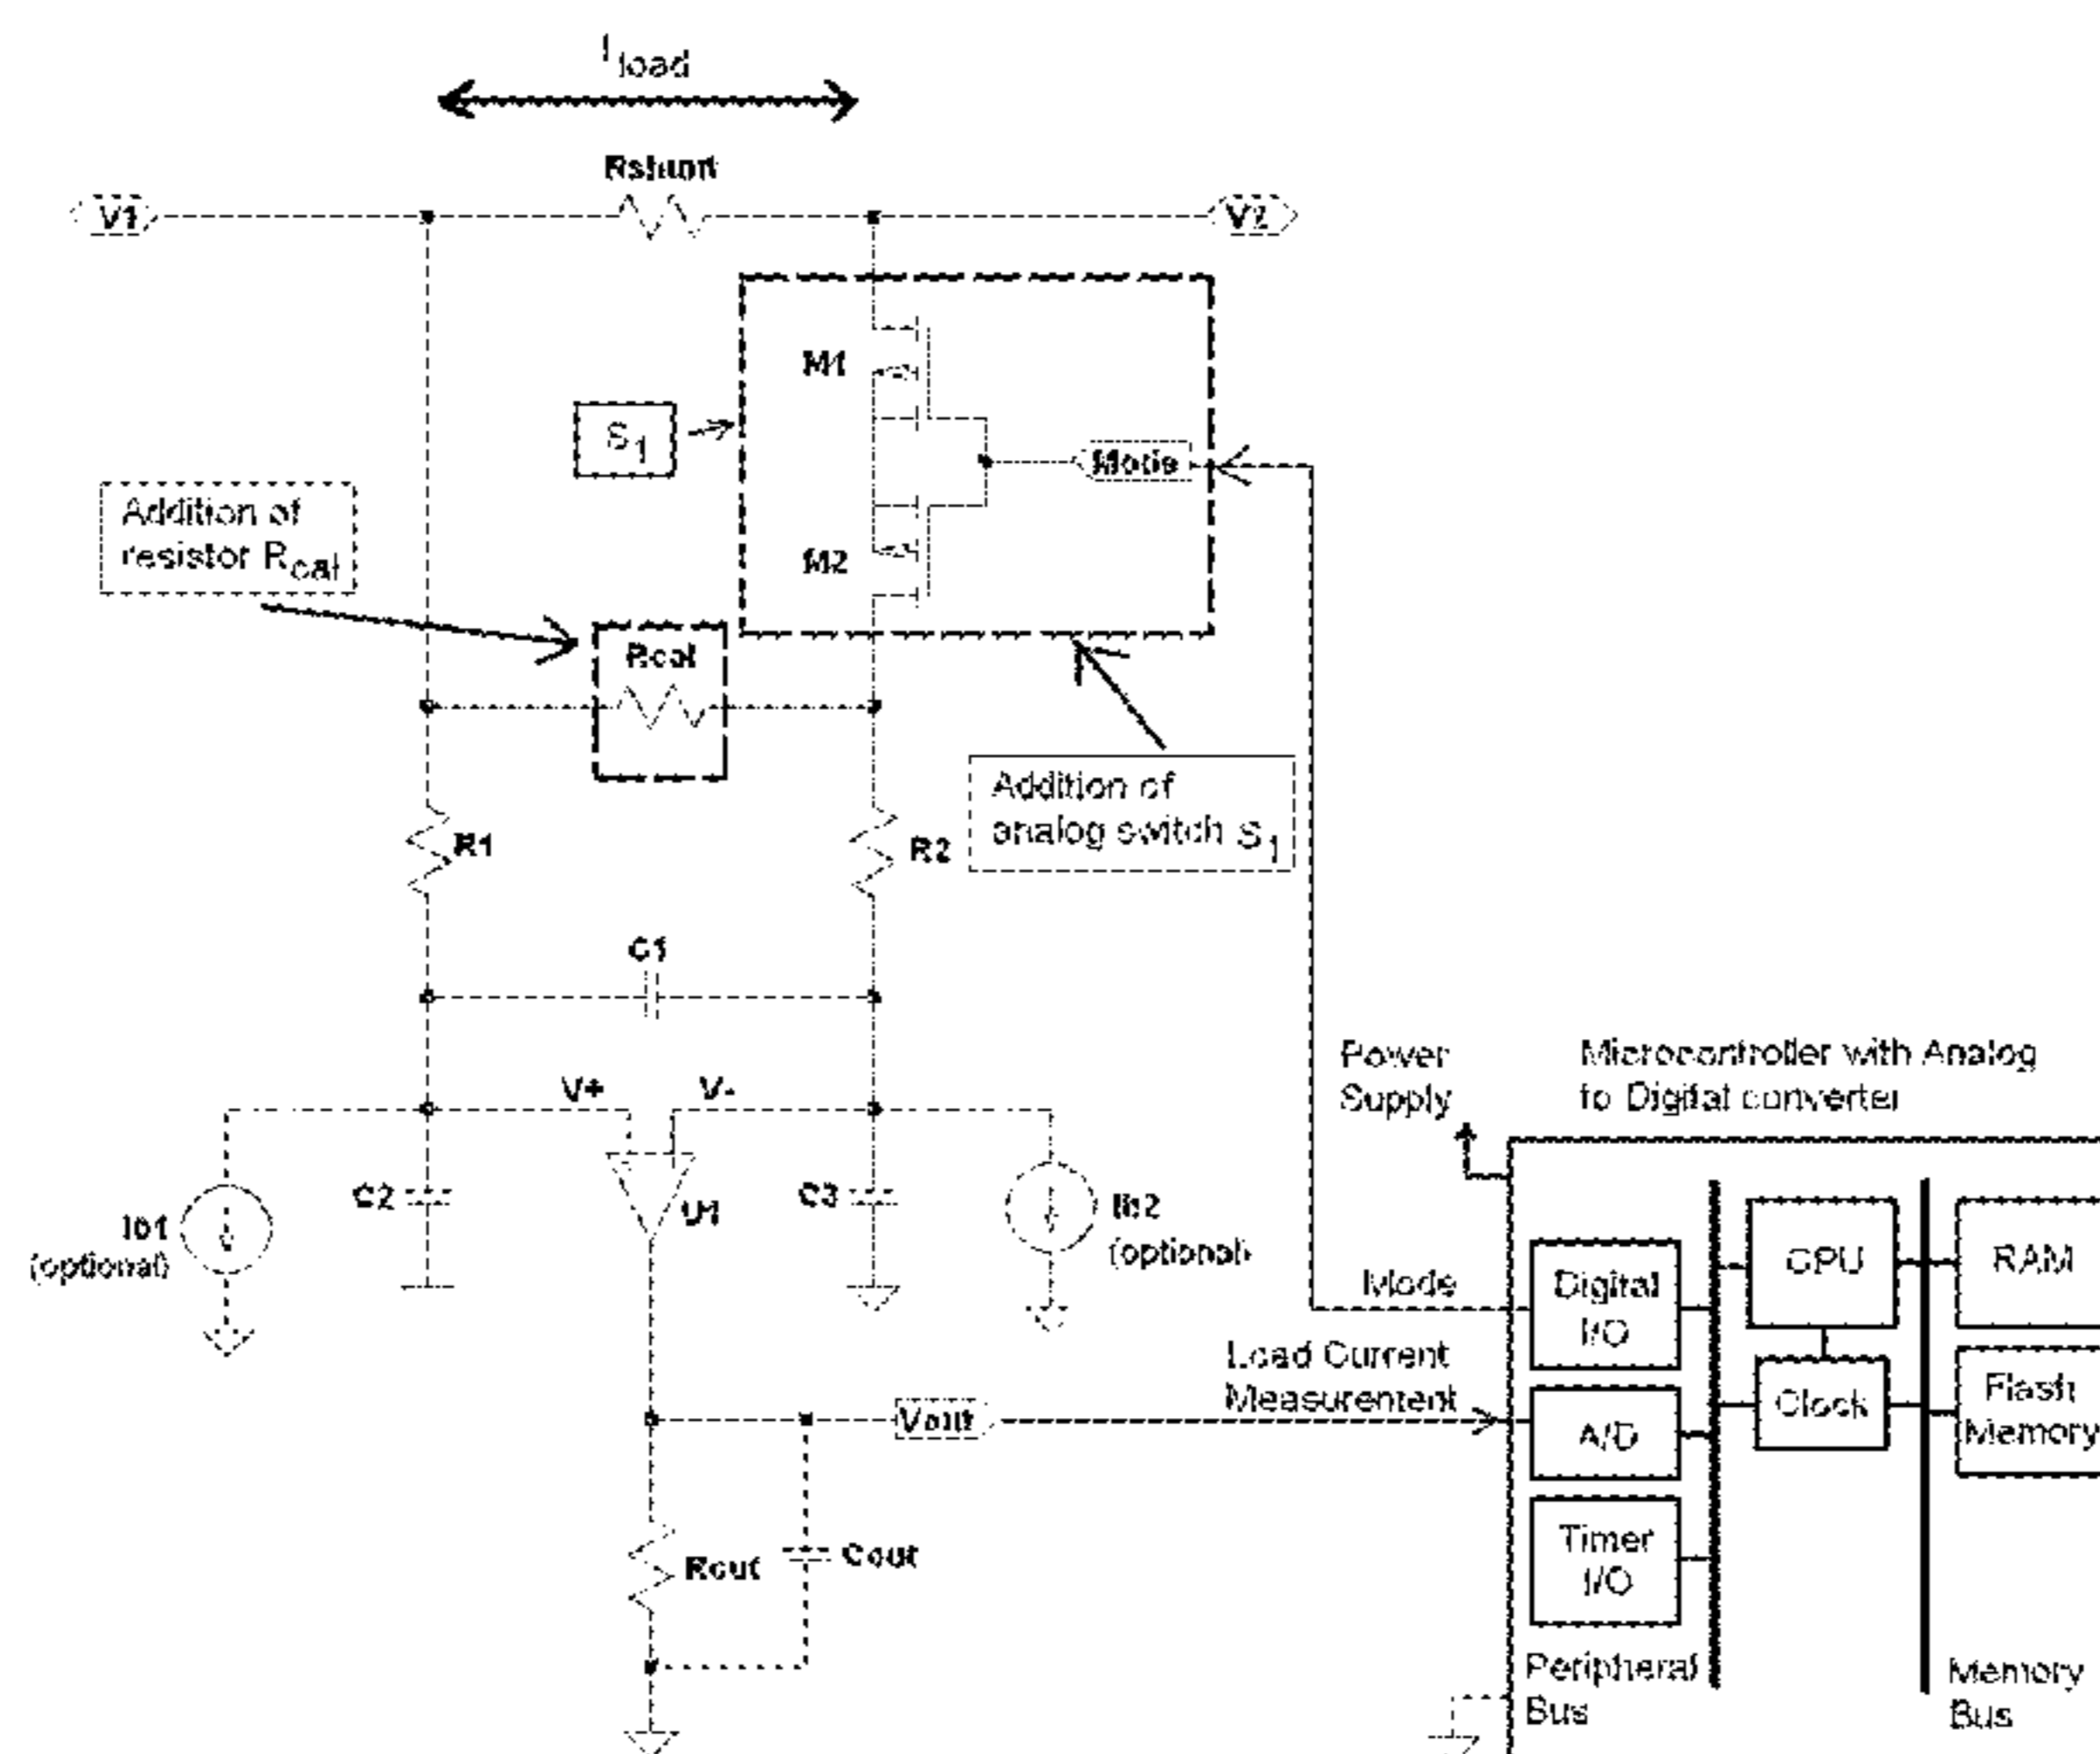 Iload
Rshunt
V1
V2
M1
S1
Mode
Addition of
resistor Rcal
M2
Rcal
Addition of
analog switch S1
R1
R2
C1
Power
Supply
Microcontroller with Analog
to Digital converter
V+
V-
C2
U1
C3
Ib1
(optional)
Ib2
(optional)
Mode
Digital
I/O
CPU
RAM
Load Current
Measurement
Vout
A/D
Clock
Flash
Memory
Rout
Cout
Timer
I/O
Peripheral
Bus
Memory
Bus